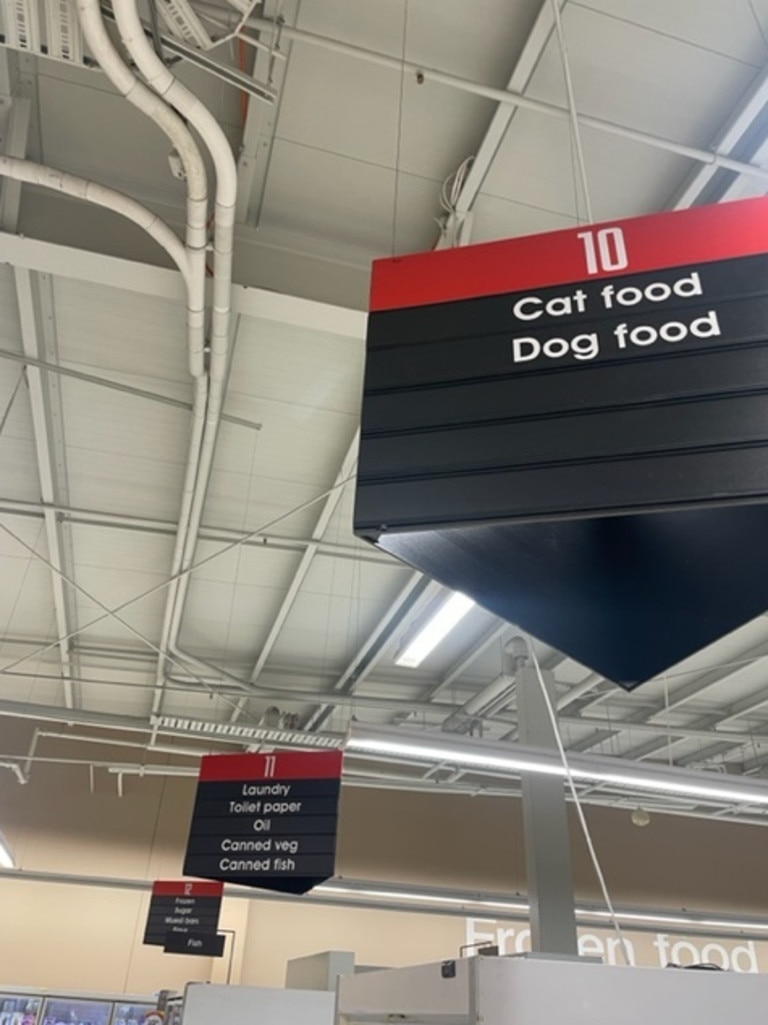 10
Cat food
Dog food
11
Laundry
Toilet paper
Oil
Canned veg
Canned fish
12
Frozen
Sugar
Muesli bars
Fish
Frozen food